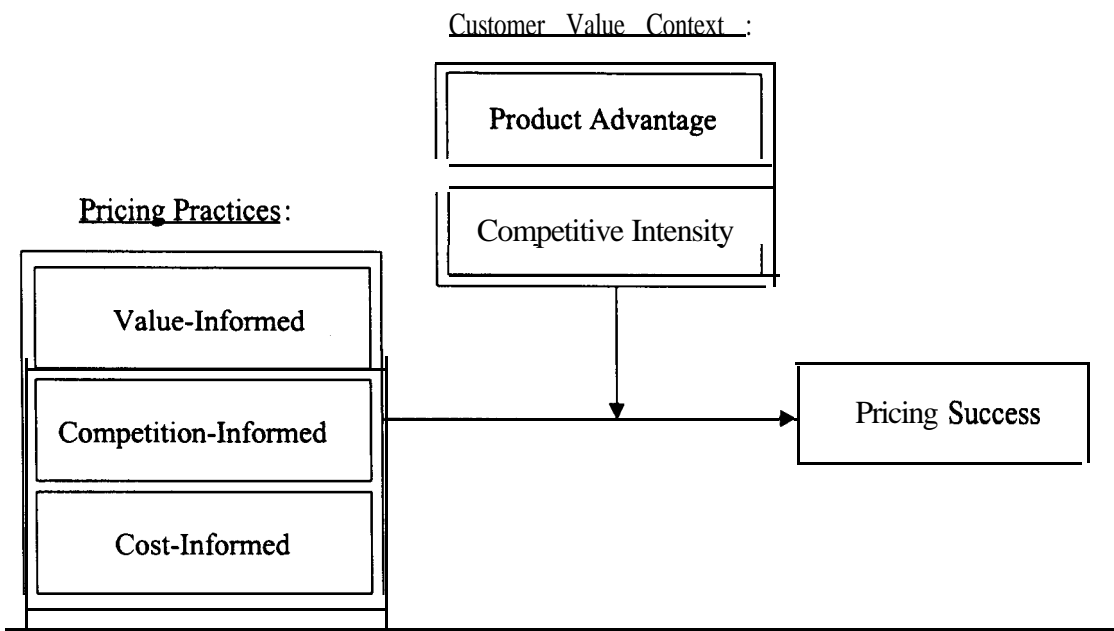 Customer Value Context :
Product Advantage
Competitive Intensity
Pricing Practices:
Value-Informed
Competition-Informed
Cost-Informed
Pricing Success